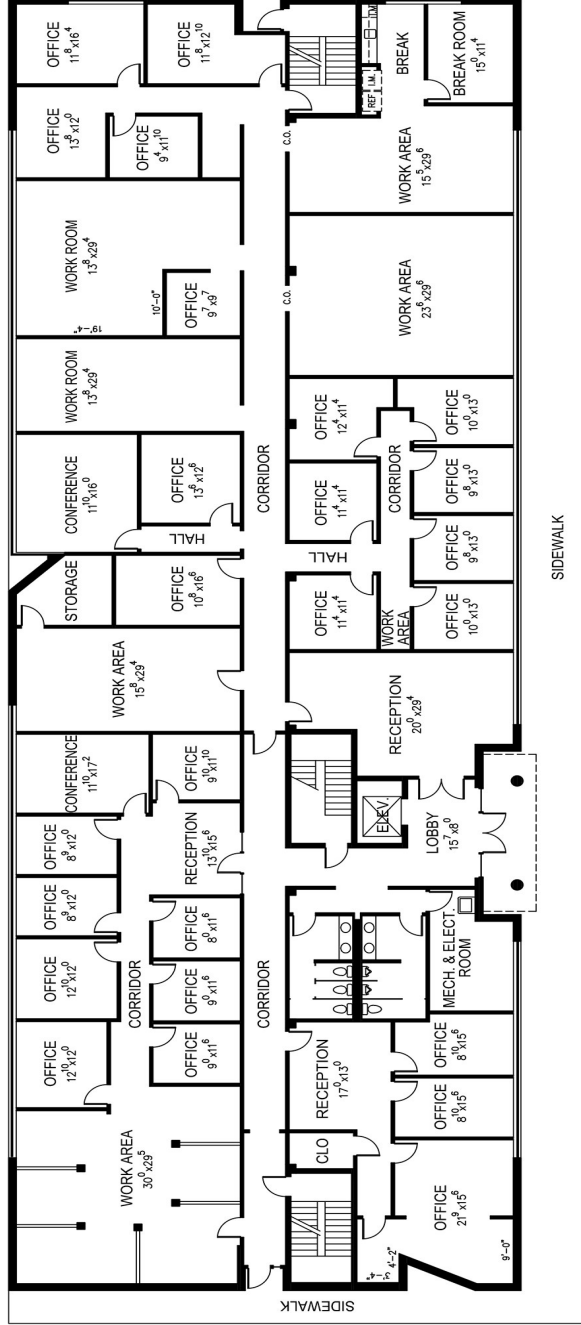 OFFICE
12¹⁰x12⁰
OFFICE
12¹⁰x12⁰
OFFICE
8⁹x12⁰
OFFICE
8⁹x12⁰
CONFERENCE
11¹⁰x17²
STORAGE
CONFERENCE
11¹⁰x16⁰
WORK ROOM
13⁸x29⁴
19'-4"
WORK ROOM
13⁸x29⁴
OFFICE
13⁸x12⁰
OFFICE
11⁸x16⁴
WORK AREA
30⁰x29⁵
CORRIDOR
WORK AREA
15⁸x29⁴
10'-0"
OFFICE
9⁴x11¹⁰
OFFICE
9⁰x11⁶
OFFICE
9⁰x11⁶
OFFICE
8⁰x11⁶
RECEPTION
13¹⁰x15⁶
OFFICE
9¹⁰x11¹⁰
OFFICE
10⁸x16⁶
HALL
OFFICE
13⁶x12⁶
OFFICE
9⁷x9⁷
OFFICE
11⁸x12¹⁰
CORRIDOR
CORRIDOR
C.O.
C.O.
SIDEWALK
CLO
RECEPTION
17⁰x13⁰
HALL
OFFICE
11⁴x11⁴
OFFICE
11⁴x11⁴
OFFICE
12⁴x11⁴
ELEV.
RECEPTION
20⁰x29⁴
WORK
AREA
CORRIDOR
WORK AREA
23⁶x29⁶
WORK AREA
15⁵x29⁶
REF
I.M.
BREAK
3'-4"
4'-2"
OFFICE
21⁹x15⁶
9'-0"
OFFICE
8¹⁰x15⁶
OFFICE
8¹⁰x15⁶
MECH. & ELECT.
ROOM
LOBBY
15⁷x8⁰
OFFICE
10⁰x13⁰
OFFICE
9⁸x13⁰
OFFICE
9⁸x13⁰
OFFICE
10⁰x13⁰
BREAK ROOM
15⁰x11⁴
SIDEWALK